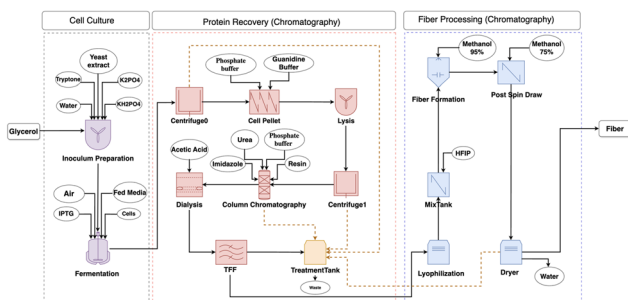 Cell Culture
Protein Recovery (Chromatography)
Fiber Processing (Chromatography)
Yeast
extract
Tryptone
K2PO4
Water
KH2PO4
Glycerol
Inoculum Preparation
Air
Fed Media
IPTG
Cells
Fermentation
Phosphate
buffer
Guanidine
Buffer
Centrifuge0
Cell Pellet
Lysis
Acetic Acid
Urea
Phosphate
buffer
Imidazole
Resin
Dialysis
Column Chromatography
Centrifuge1
TFF
TreatmentTank
Waste
Methanol
95%
Methanol
75%
Fiber Formation
Post Spin Draw
HFIP
MixTank
Lyophilization
Dryer
Water
Fiber